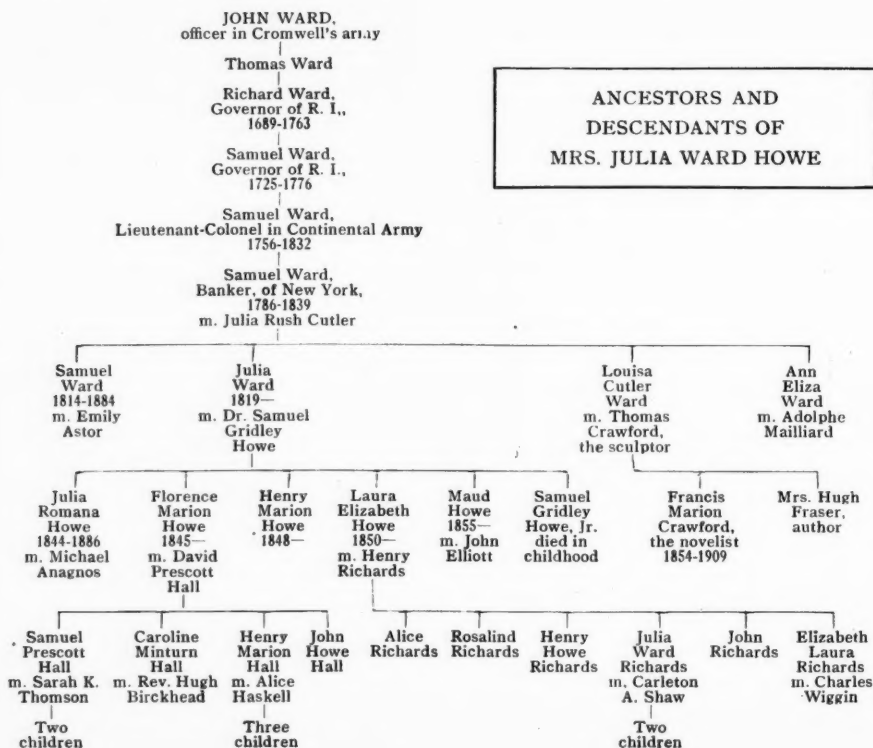 JOHN WARD,
officer in Cromwell's army
Thomas Ward
Richard Ward,
Governor of R. I.,
1689-1763
Samuel Ward,
Governor of R. I.,
1725-1776
Samuel Ward,
Lieutenant-Colonel in Continental Army
1756-1832
Samuel Ward,
Banker, of New York,
1786-1839
m. Julia Rush Cutler
ANCESTORS AND
DESCENDANTS OF
MRS. JULIA WARD HOWE
Samuel
Ward
1814-1884
m. Emily
Astor
Julia
Ward
1819—
m. Dr. Samuel
Gridley
Howe
Louisa
Cutler
Ward
m. Thomas
Crawford,
the sculptor
Ann
Eliza
Ward
m. Adolphe
Mailliard
Julia
Romana
Howe
1844-1886
m. Michael
Anagnos
Florence
Marion
Howe
1845—
m. David
Prescott
Hall
Henry
Marion
Howe
1848—
Laura
Elizabeth
Howe
1850—
m. Henry
Richards
Maud
Howe
1855—
m. John
Elliott
Samuel
Gridley
Howe, Jr.
died in
childhood
Francis
Marion
Crawford,
the novelist
1854-1909
Mrs. Hugh
Fraser,
author
Samuel
Prescott
Hall
m. Sarah K.
Thomson
Two
children
Caroline
Minturn
Hall
m. Rev. Hugh
Birckhead
Henry
Marion
Hall
m. Alice
Haskell
Three
children
John
Howe
Hall
Alice
Richards
Rosalind
Richards
Henry
Howe
Richards
Julia
Ward
Richards
m. Carleton
A. Shaw
Two
children
John
Richards
Elizabeth
Laura
Richards
m. Charles
Wiggin